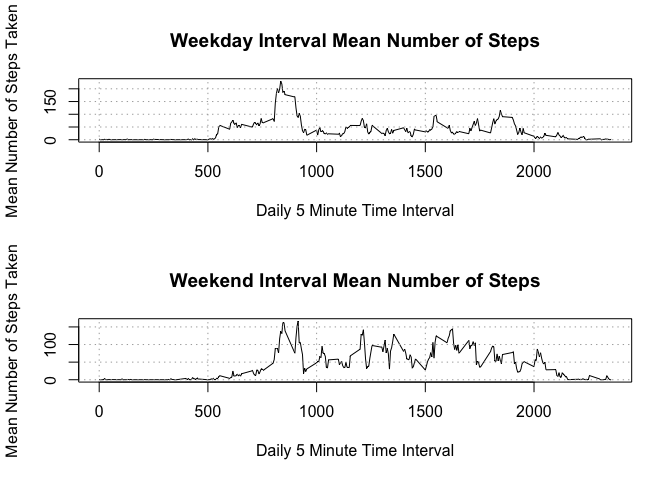 Weekday Interval Mean Number of Steps
Mean Number of Steps Taken
150
0
0 500 1000 1500 2000
Daily 5 Minute Time Interval
Weekend Interval Mean Number of Steps
Mean Number of Steps Taken
100
0
0 500 1000 1500 2000
Daily 5 Minute Time Interval